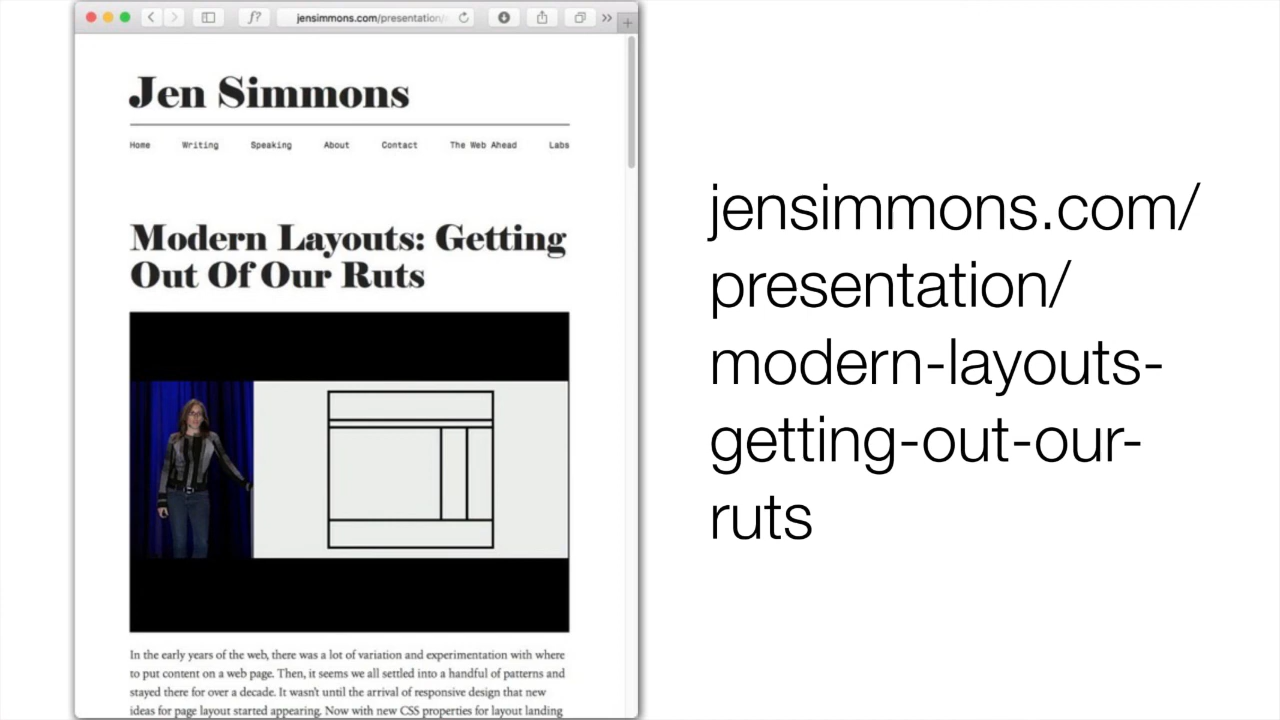 f?
jensimmons.com/presentation/
Jen Simmons
Home Writing Speaking About Contact The Web Ahead Labs
Modern Layouts: Getting
Out Of Our Ruts
In the early years of the web, there was a lot of variation and experimentation with where
to put content on a web page. Then, it seems we all settled into a handful of patterns and
stayed there for over a decade. It wasn't until the arrival of responsive design that new
ideas for page layout started appearing. Now with new CSS properties for layout landing
jensimmons.com/
presentation/
modern-layouts-
getting-out-our-
ruts